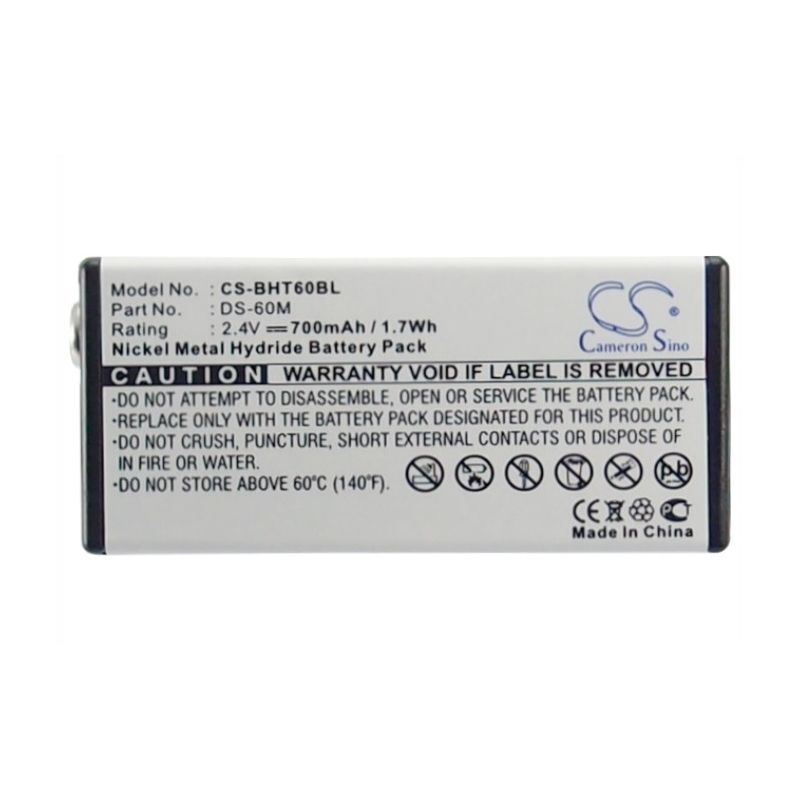 Model No. : CS-BHT60BL
Part No. : DS-60M
Rating : 2.4V 700mAh / 1.7Wh
Nickel Metal Hydride Battery Pack
CS
Cameron Sino
CAUTION WARRANTY VOID IF LABEL IS REMOVED
•DO NOT ATTEMPT TO DISASSEMBLE, OPEN OR SERVICE THE BATTERY PACK.
•REPLACE ONLY WITH THE BATTERY PACK DESIGNATED FOR THIS PRODUCT.
•DO NOT CRUSH, PUNCTURE, SHORT EXTERNAL CONTACTS OR DISPOSE OF
IN FIRE OR WATER.
•DO NOT STORE ABOVE 60°C (140°F).
Pb
CE
Made In China